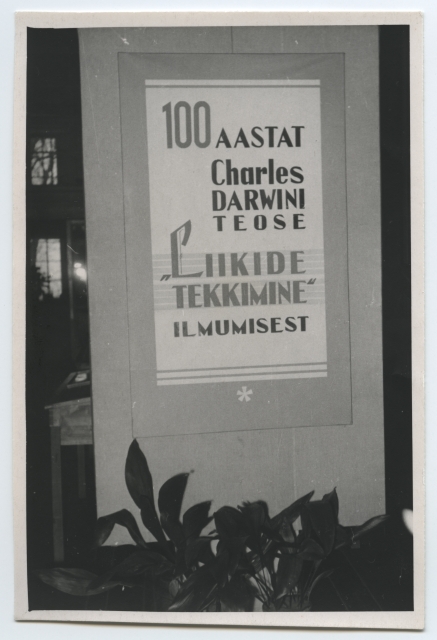 100 AASTAT
Charles
DARWINI
TEOSE
„LIIKIDE
TEKKIMINE"
ILMUMISEST